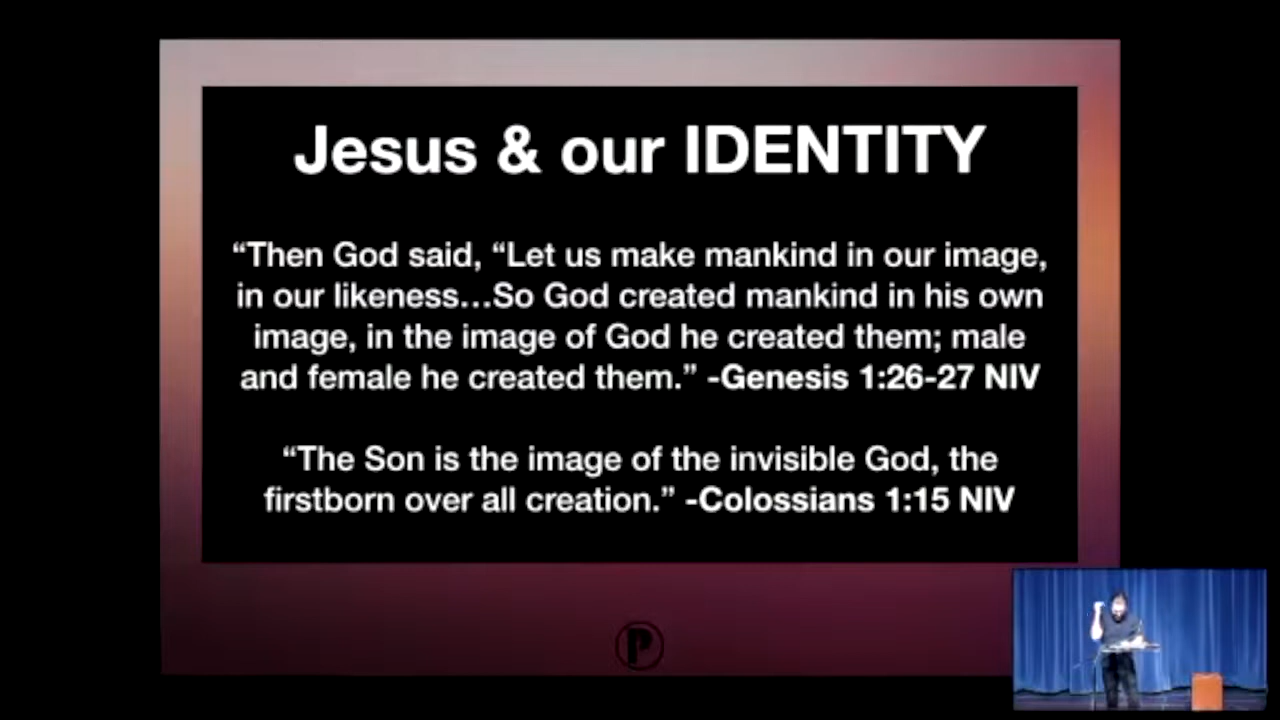 Jesus & our IDENTITY
“Then God said, “Let us make mankind in our image,
in our likeness...So God created mankind in his own
image, in the image of God he created them; male
and female he created them.” -Genesis 1:26-27 NIV
“The Son is the image of the invisible God, the
firstborn over all creation.” -Colossians 1:15 NIV
P